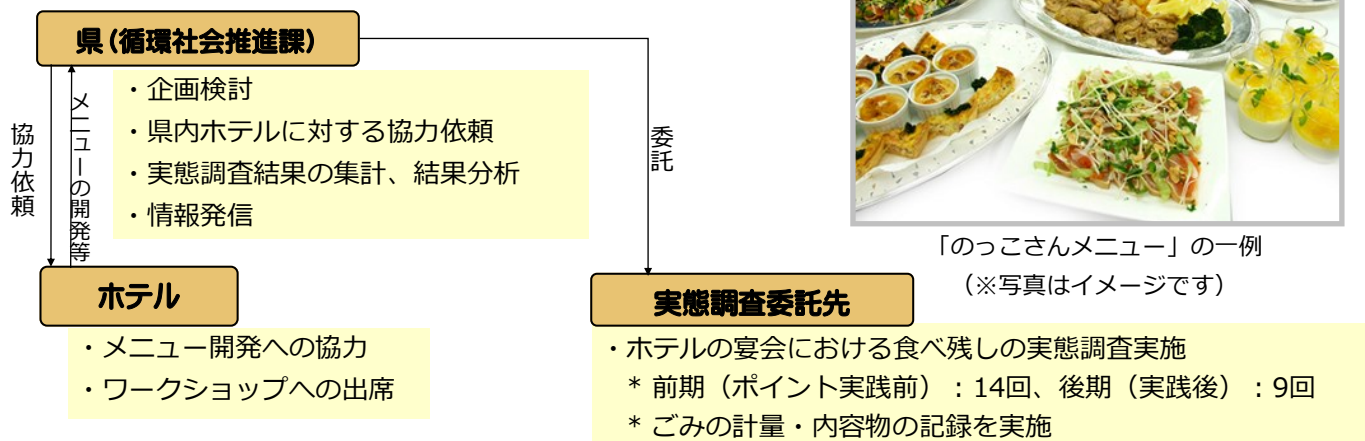 県(循環社会推進課)
・企画検討
・県内ホテルに対する協力依頼
・実態調査結果の集計、結果分析
・情報発信
協力依頼
メニューの開発等
委託
「のっこさんメニュー」の一例
（※写真はイメージです）
ホテル
・メニュー開発への協力
・ワークショップへの出席
実態調査委託先
・ホテルの宴会における食べ残しの実態調査実施
* 前期（ポイント実践前）：14回、後期（実践後）：9回
* ごみの計量・内容物の記録を実施